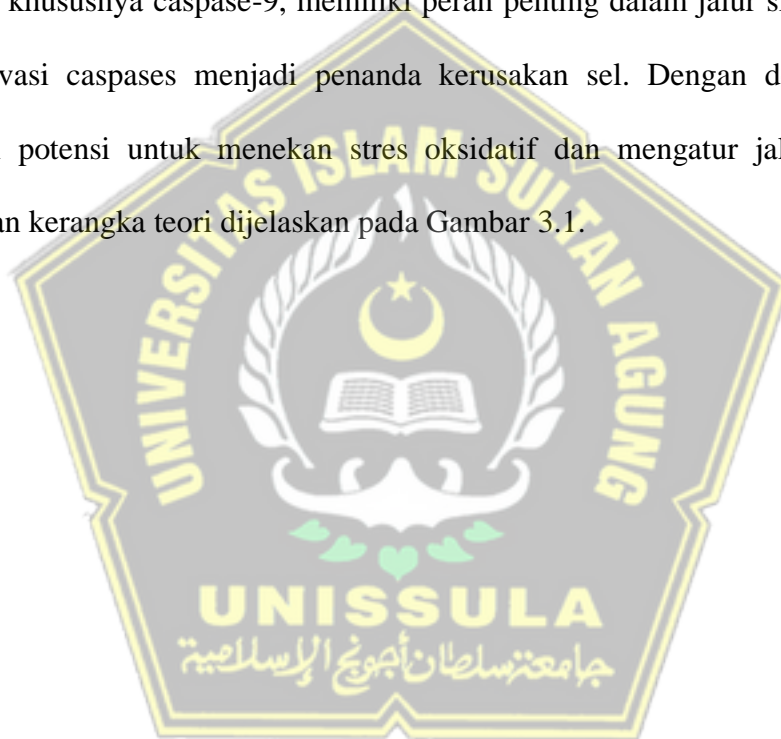 khususnya caspase-9, memiliki peran penting dalam jalur
vasi caspases menjadi penanda kerusakan sel. Dengan
potensi untuk menekan stres oksidatif dan mengatur
an kerangka teori dijelaskan pada Gambar 3.1.
UNIVERSITAS ISLAM SULTAN AGUNG
UNISSULA
جامعة سلطان أجونج الإسلامية